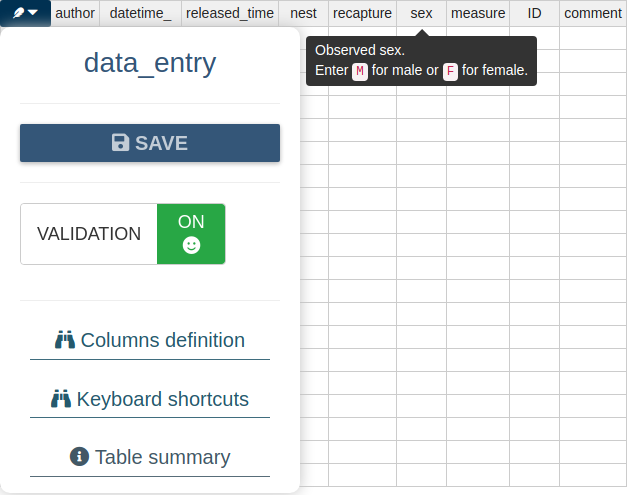 author datetime_ released_time nest recapture sex measure ID comment
Observed sex.
Enter M for male or F for female.
data_entry
SAVE
VALIDATION ON
Columns definition
Keyboard shortcuts
Table summary